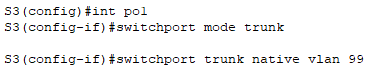 S3(config)#int po1
S3(config-if)#switchport mode trunk
S3(config-if)#switchport trunk native vlan 99